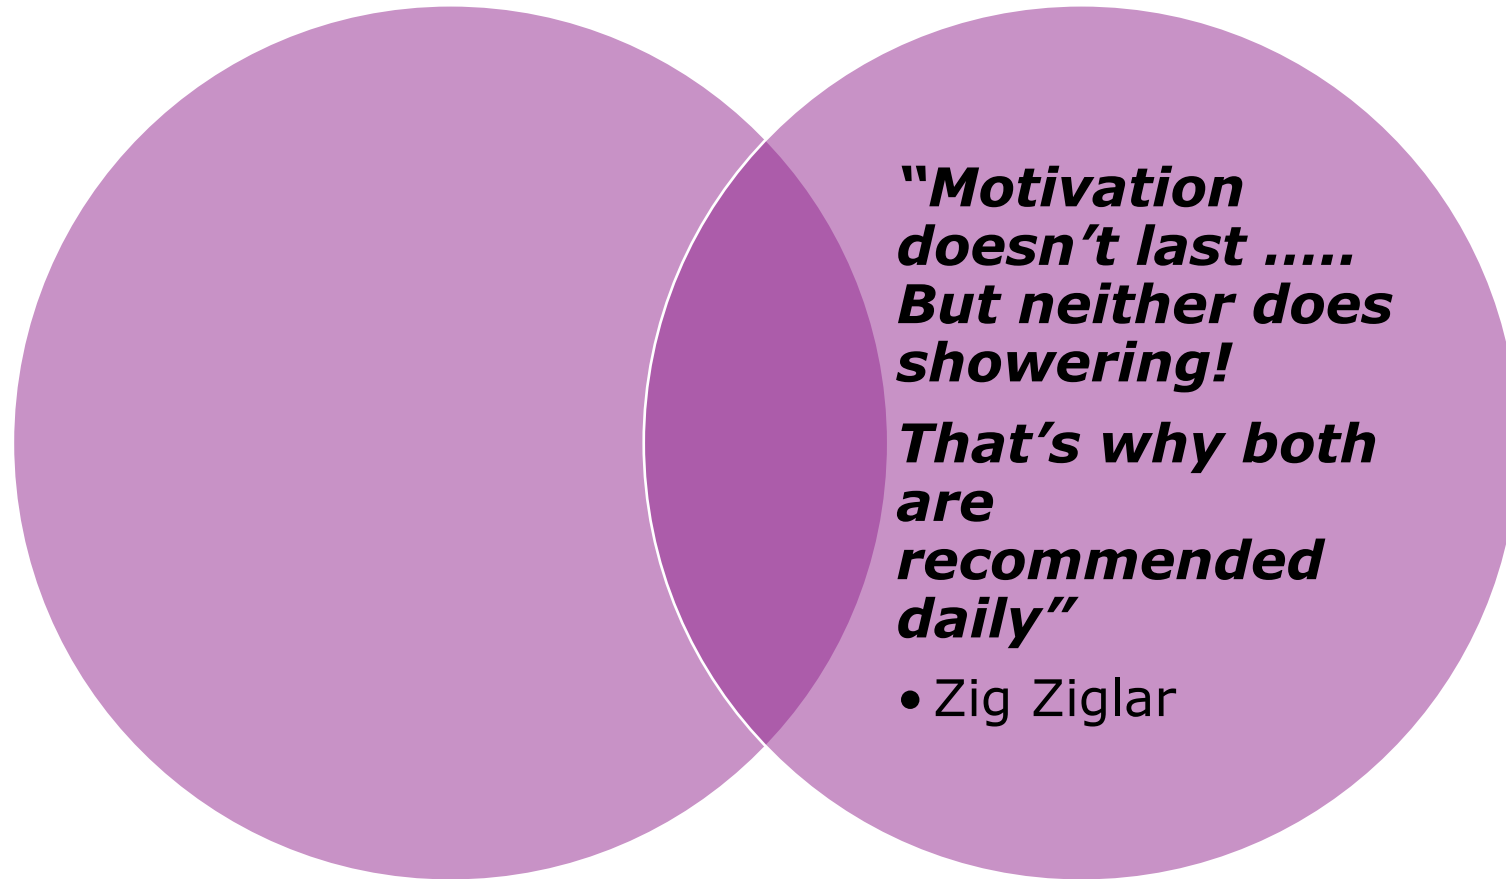 “Motivation
doesn’t last .....
But neither does
showering!
That’s why both
are
recommended
daily”
• Zig Ziglar